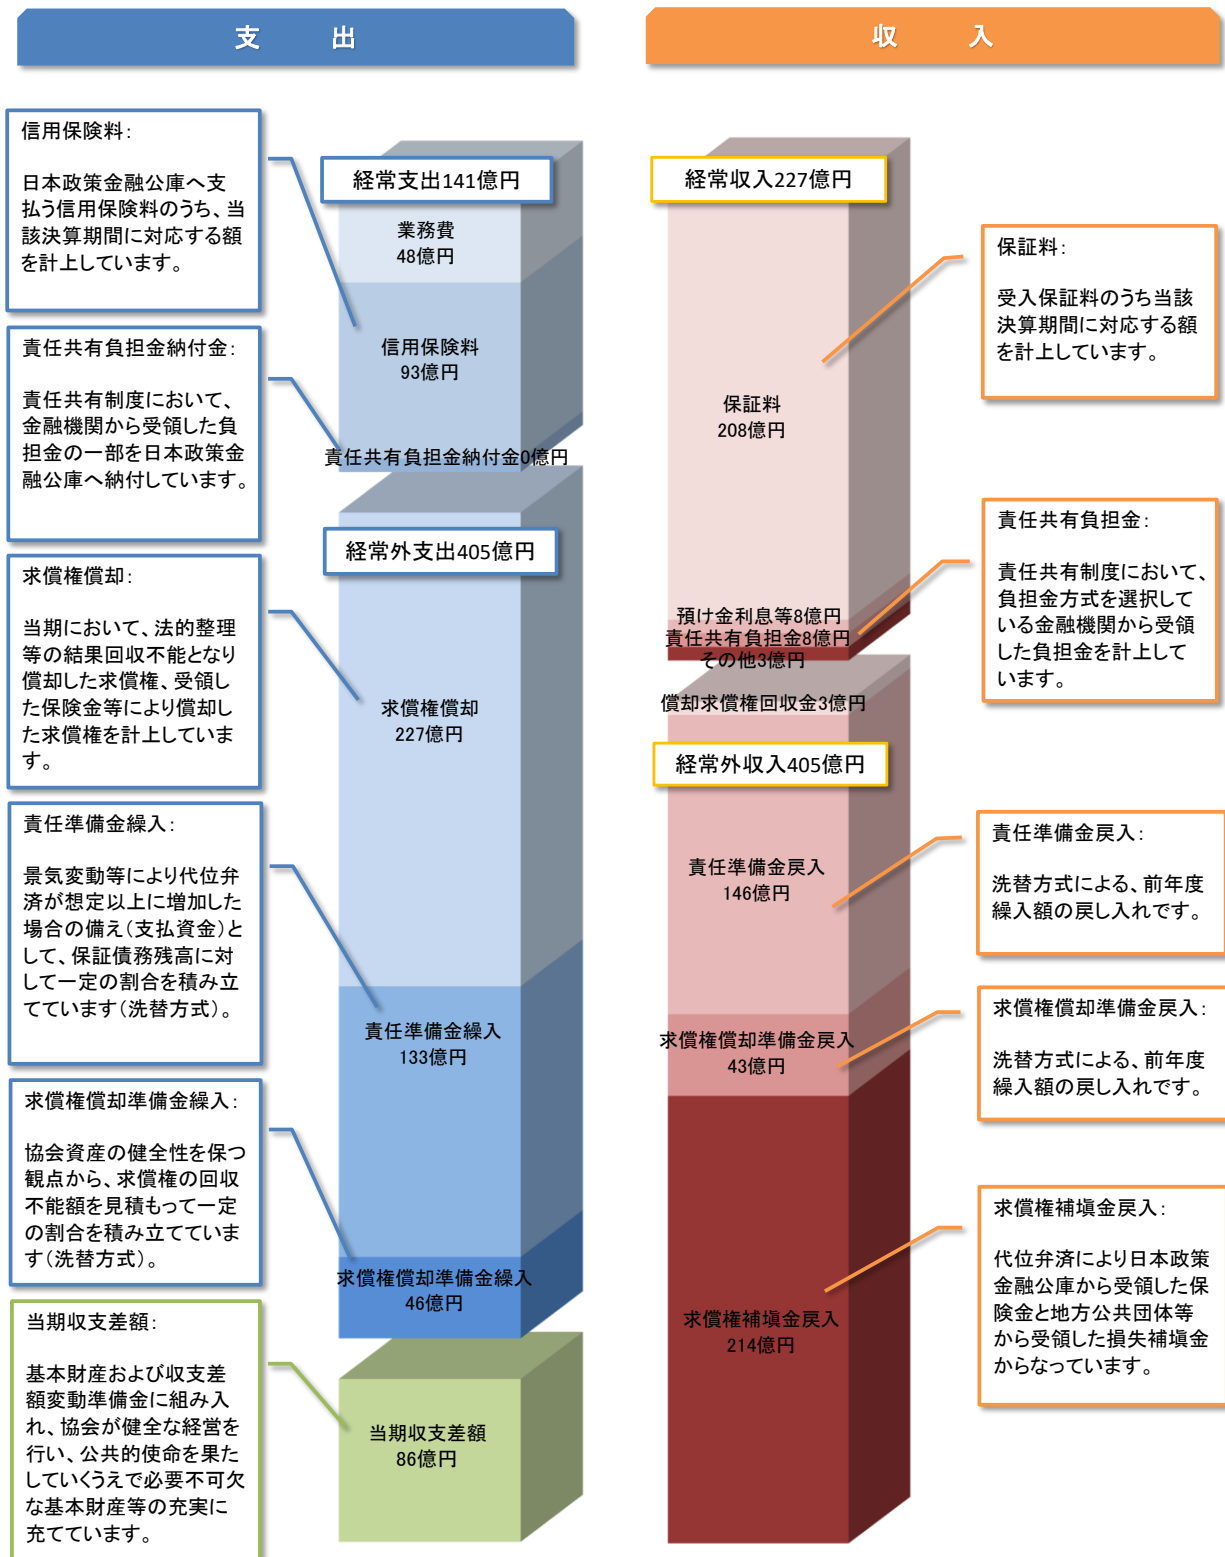 支　出
収　入
信用保険料：
日本政策金融公庫へ支
払う信用保険料のうち、当
該決算期間に対応する額
を計上しています。
責任共有負担金納付金：
責任共有制度において、
金融機関から受領した負
担金の一部を日本政策金
融公庫へ納付しています。
求償権償却：
当期において、法的整理
等の結果回収不能となり
償却した求償権、受領し
た保険金等により償却し
た求償権を計上していま
す。
責任準備金繰入：
景気変動等により代位弁
済が想定以上に増加した
場合の備え（支払資金）と
して、保証債務残高に対
して一定の割合を積み立
てています（洗替方式）。
求償権償却準備金繰入：
協会資産の健全性を保つ
観点から、求償権の回収
不能額を見積もって一定
の割合を積み立てていま
す（洗替方式）。
当期収支差額：
基本財産および収支差
額変動準備金に組み入
れ、協会が健全な経営を
行い、公共的使命を果た
していくうえで必要不可欠
な基本財産等の充実に
充てています。
経常支出141億円
業務費
48億円
信用保険料
93億円
責任共有負担金納付金0億円
経常外支出405億円
求償権償却
227億円
責任準備金繰入
133億円
求償権償却準備金繰入
46億円
当期収支差額
86億円
経常収入227億円
保証料
208億円
預け金利息等8億円
責任共有負担金8億円
その他3億円
償却求償権回収金3億円
経常外収入405億円
責任準備金戻入
146億円
求償権償却準備金戻入
43億円
求償権補填金戻入
214億円
保証料：
受入保証料のうち当該
決算期間に対応する額
を計上しています。
責任共有負担金：
責任共有制度において、
負担金方式を選択して
いる金融機関から受領
した負担金を計上して
います。
責任準備金戻入：
洗替方式による、前年度
繰入額の戻し入れです。
求償権償却準備金戻入：
洗替方式による、前年度
繰入額の戻し入れです。
求償権補塡金戻入：
代位弁済により日本政策
金融公庫から受領した保
険金と地方公共団体等
から受領した損失補塡金
からなっています。